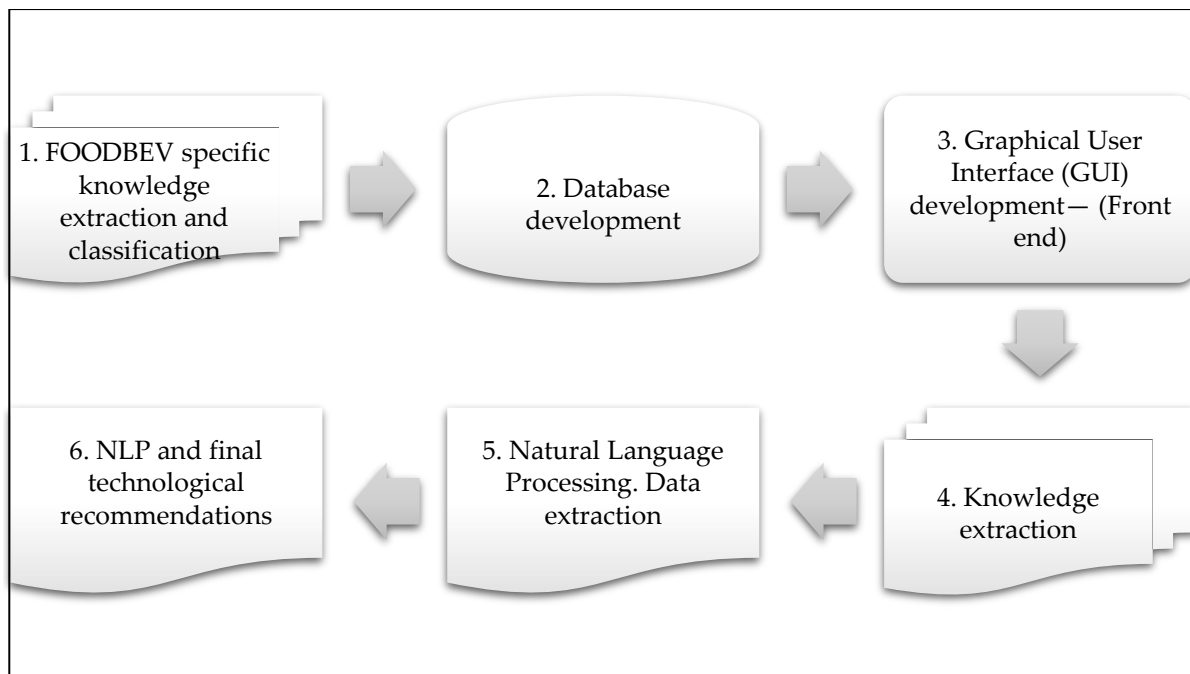 1. FOODBEV specific
knowledge
extraction and
classification
2. Database
development
3. Graphical User
Interface (GUI)
development— (Front
end)
4. Knowledge
extraction
5. Natural Language
Processing. Data
extraction
6. NLP and final
technological
recommendations